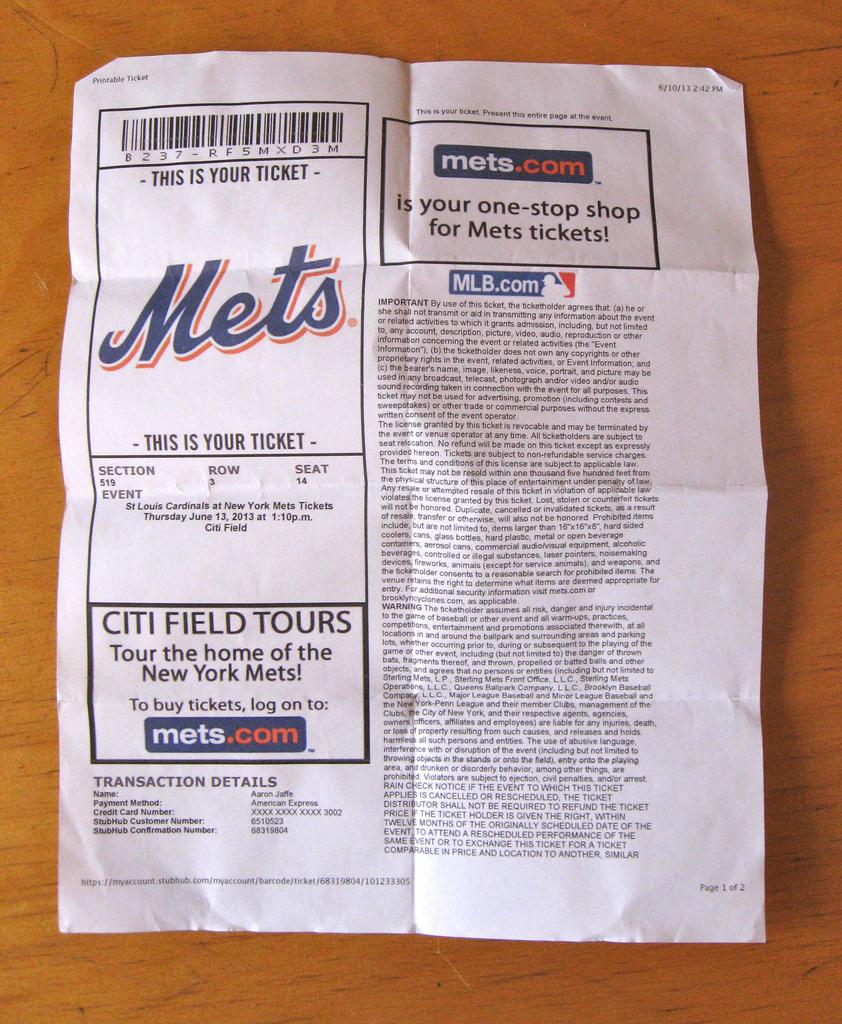 Printable Ticket
6/10/13 2:42 PM
B237-RF5MXD3M
- THIS IS YOUR TICKET -
Mets
- THIS IS YOUR TICKET -
SECTION ROW SEAT
519 3 14
EVENT
St Louis Cardinals at New York Mets Tickets
Thursday June 13, 2013 at 1:10p.m.
Citi Field
CITI FIELD TOURS
Tour the home of the
New York Mets!
To buy tickets, log on to:
mets.com
TRANSACTION DETAILS
Name: Aaron Jaffe
Payment Method: American Express
Credit Card Number: XXXX XXXX XXXX 3002
StubHub Customer Number: 6510523
StubHub Confirmation Number: 68319804
This is your ticket. Present this entire page at the event.
mets.com
is your one-stop shop
for Mets tickets!
MLB.com
IMPORTANT By use of this ticket, the ticketholder agrees that: (a) he or
she shall not transmit or aid in transmitting any information about the event
or related activities to which it grants admission, including, but not limited
to, any account, description, picture, video, audio, reproduction or other
information concerning the event or related activities (the "Event
Information"); (b) the ticketholder does not own any copyrights or other
proprietary rights in the event, related activities, or Event Information; and
(c) the bearer's name, image, likeness, voice, portrait, and picture may be
used in any broadcast, telecast, photograph and/or video and/or audio
sound recording taken in connection with the event for all purposes. This
ticket may not be used for advertising, promotion (including contests and
sweepstakes) or other trade or commercial purposes without the express
written consent of the event operator.
The license granted by this ticket is revocable and may be terminated by
the event or venue operator at any time. All ticketholders are subject to
seat relocation. No refund will be made on this ticket except as expressly
provided hereon. Tickets are subject to non-refundable service charges.
The terms and conditions of this license are subject to applicable law.
This ticket may not be resold within one thousand five hundred feet from
the physical structure of this place of entertainment under penalty of law.
Any resale or attempted resale of this ticket in violation of applicable law
violates the license granted by this ticket. Lost, stolen or counterfeit tickets
will not be honored. Duplicate, cancelled or invalidated tickets, as a result
of resale, transfer or otherwise, will also not be honored. Prohibited items
include, but are not limited to, items larger than 16"x16"x8", hard sided
coolers, cans, glass bottles, hard plastic, metal or open beverage
containers, aerosol cans, commercial audio/visual equipment, alcoholic
beverages, controlled or illegal substances, laser pointers, noisemaking
devices, fireworks, animals (except for service animals), and weapons, and
the ticketholder consents to a reasonable search for prohibited items. The
venue retains the right to determine what items are deemed appropriate for
entry. For additional security information visit mets.com or
brooklyncyclones.com, as applicable.
WARNING The ticketholder assumes all risk, danger and injury incidental
to the game of baseball or other event and all warm-ups, practices,
competitions, entertainment and promotions associated therewith, at all
locations in and around the ballpark and surrounding areas and parking
lots, whether occurring prior to, during or subsequent to the playing of the
game or other event, including (but not limited to) the danger of thrown
bats, fragments thereof, and thrown, propelled or batted balls and other
objects, and agrees that no persons or entities (including but not limited to
Sterling Mets, L.P., Sterling Mets Front Office, L.L.C., Sterling Mets
Operations, L.L.C., Queens Ballpark Company, L.L.C., Brooklyn Baseball
Company, L.L.C., Major League Baseball and Minor League Baseball and
the New York-Penn League and their member Clubs, management of the
Clubs, the City of New York, and their respective agents, agencies,
owners, officers, affiliates and employees) are liable for any injuries, death,
or loss of property resulting from such causes, and releases and holds
harmless all such persons and entities. The use of abusive language,
interference with or disruption of the event (including but not limited to
throwing objects in the stands or onto the field), entry onto the playing
area, and drunken or disorderly behavior, among other things, are
prohibited. Violators are subject to ejection, civil penalties, and/or arrest.
RAIN CHECK NOTICE IF THE EVENT TO WHICH THIS TICKET
APPLIES IS CANCELLED OR RESCHEDULED, THE TICKET
DISTRIBUTOR SHALL NOT BE REQUIRED TO REFUND THE TICKET
PRICE IF THE TICKET HOLDER IS GIVEN THE RIGHT, WITHIN
TWELVE MONTHS OF THE ORIGINALLY SCHEDULED DATE OF THE
EVENT, TO ATTEND A RESCHEDULED PERFORMANCE OF THE
SAME EVENT OR TO EXCHANGE THIS TICKET FOR A TICKET
COMPARABLE IN PRICE AND LOCATION TO ANOTHER, SIMILAR
https://myaccount.stubhub.com/myaccount/barcode/ticket/68319804/101233305
Page 1 of 2